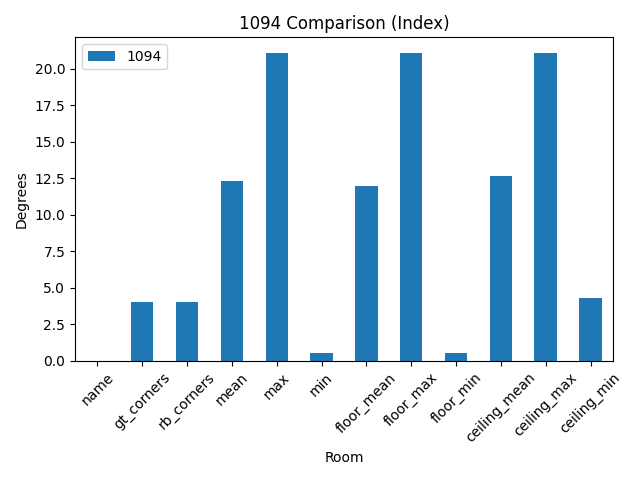 1094 Comparison (Index)
1094
Degrees
20.0
17.5
15.0
12.5
10.0
7.5
5.0
2.5
0.0
name
gt_corners
rb_corners
mean
max
min
floor_mean
floor_max
floor_min
ceiling_mean
ceiling_max
ceiling_min
Room